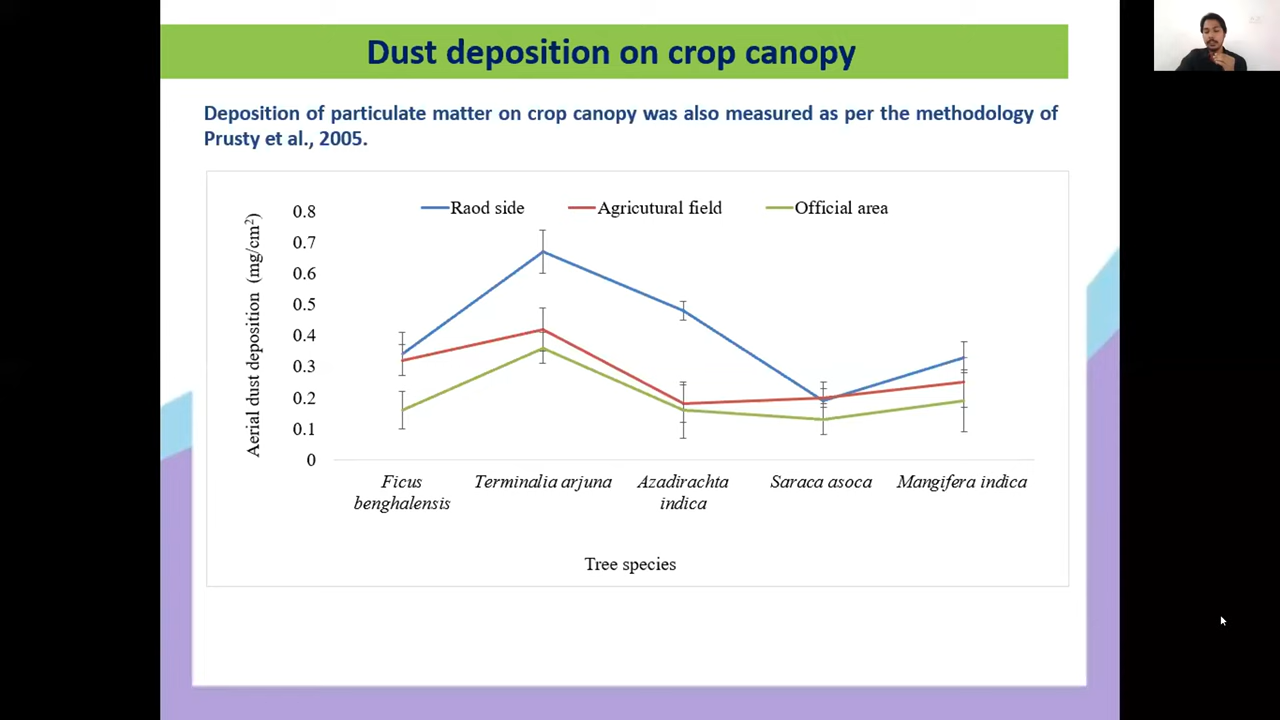 Dust deposition on crop canopy
Deposition of particulate matter on crop canopy was also measured as per the methodology of
Prusty et al., 2005.
Raod side
Agricutural field
Official area
Aerial dust deposition (mg/cm²)
0.8
0.7
0.6
0.5
0.4
0.3
0.2
0.1
0
Ficus
benghalensis
Terminalia arjuna
Azadirachta
indica
Saraca asoca
Mangifera indica
Tree species